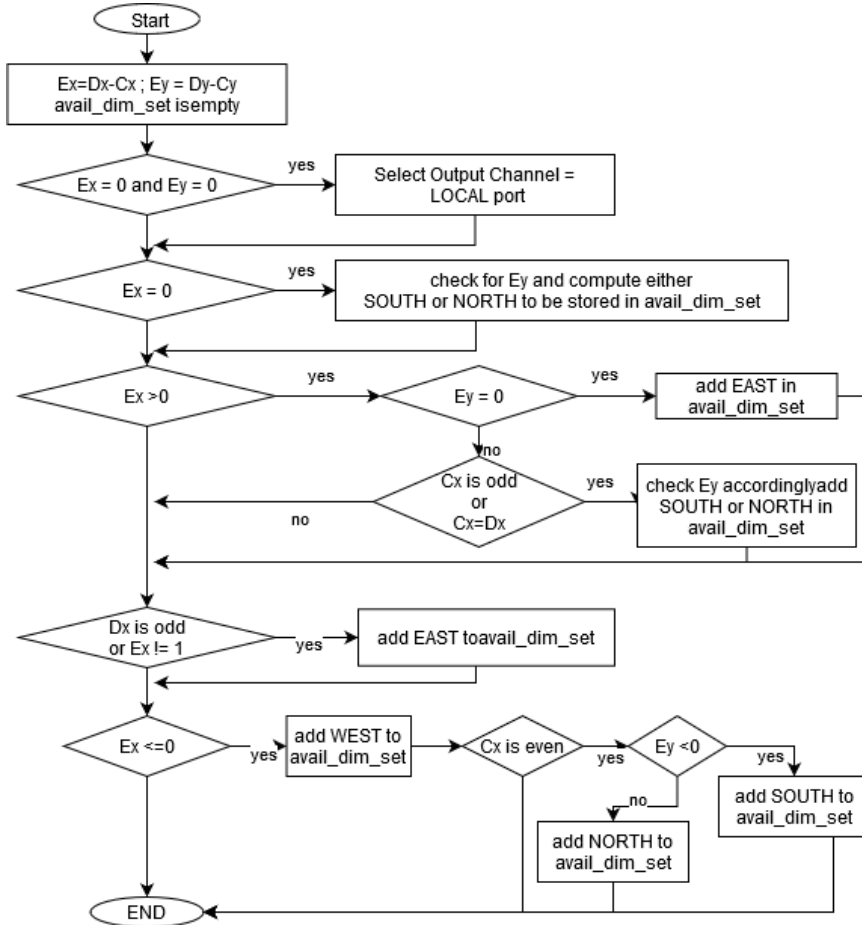 Start
Ex=Dx-Cx ; Ey = Dy-Cy
avail_dim_set isempty
Ex = 0 and Ey = 0
yes
Select Output Channel =
LOCAL port
Ex = 0
yes
check for Ey and compute either
SOUTH or NORTH to be stored in avail_dim_set
Ex >0
yes
Ey = 0
yes
add EAST in
avail_dim_set
no
Cx is odd
or
Cx=Dx
yes
no
check Ey accordinglyadd
SOUTH or NORTH in
avail_dim_set
Dx is odd
or Ex != 1
yes
add EAST toavail_dim_set
Ex <=0
yes
add WEST to
avail_dim_set
Cx is even
yes
Ey <0
yes
no
add SOUTH to
avail_dim_set
add NORTH to
avail_dim_set
END